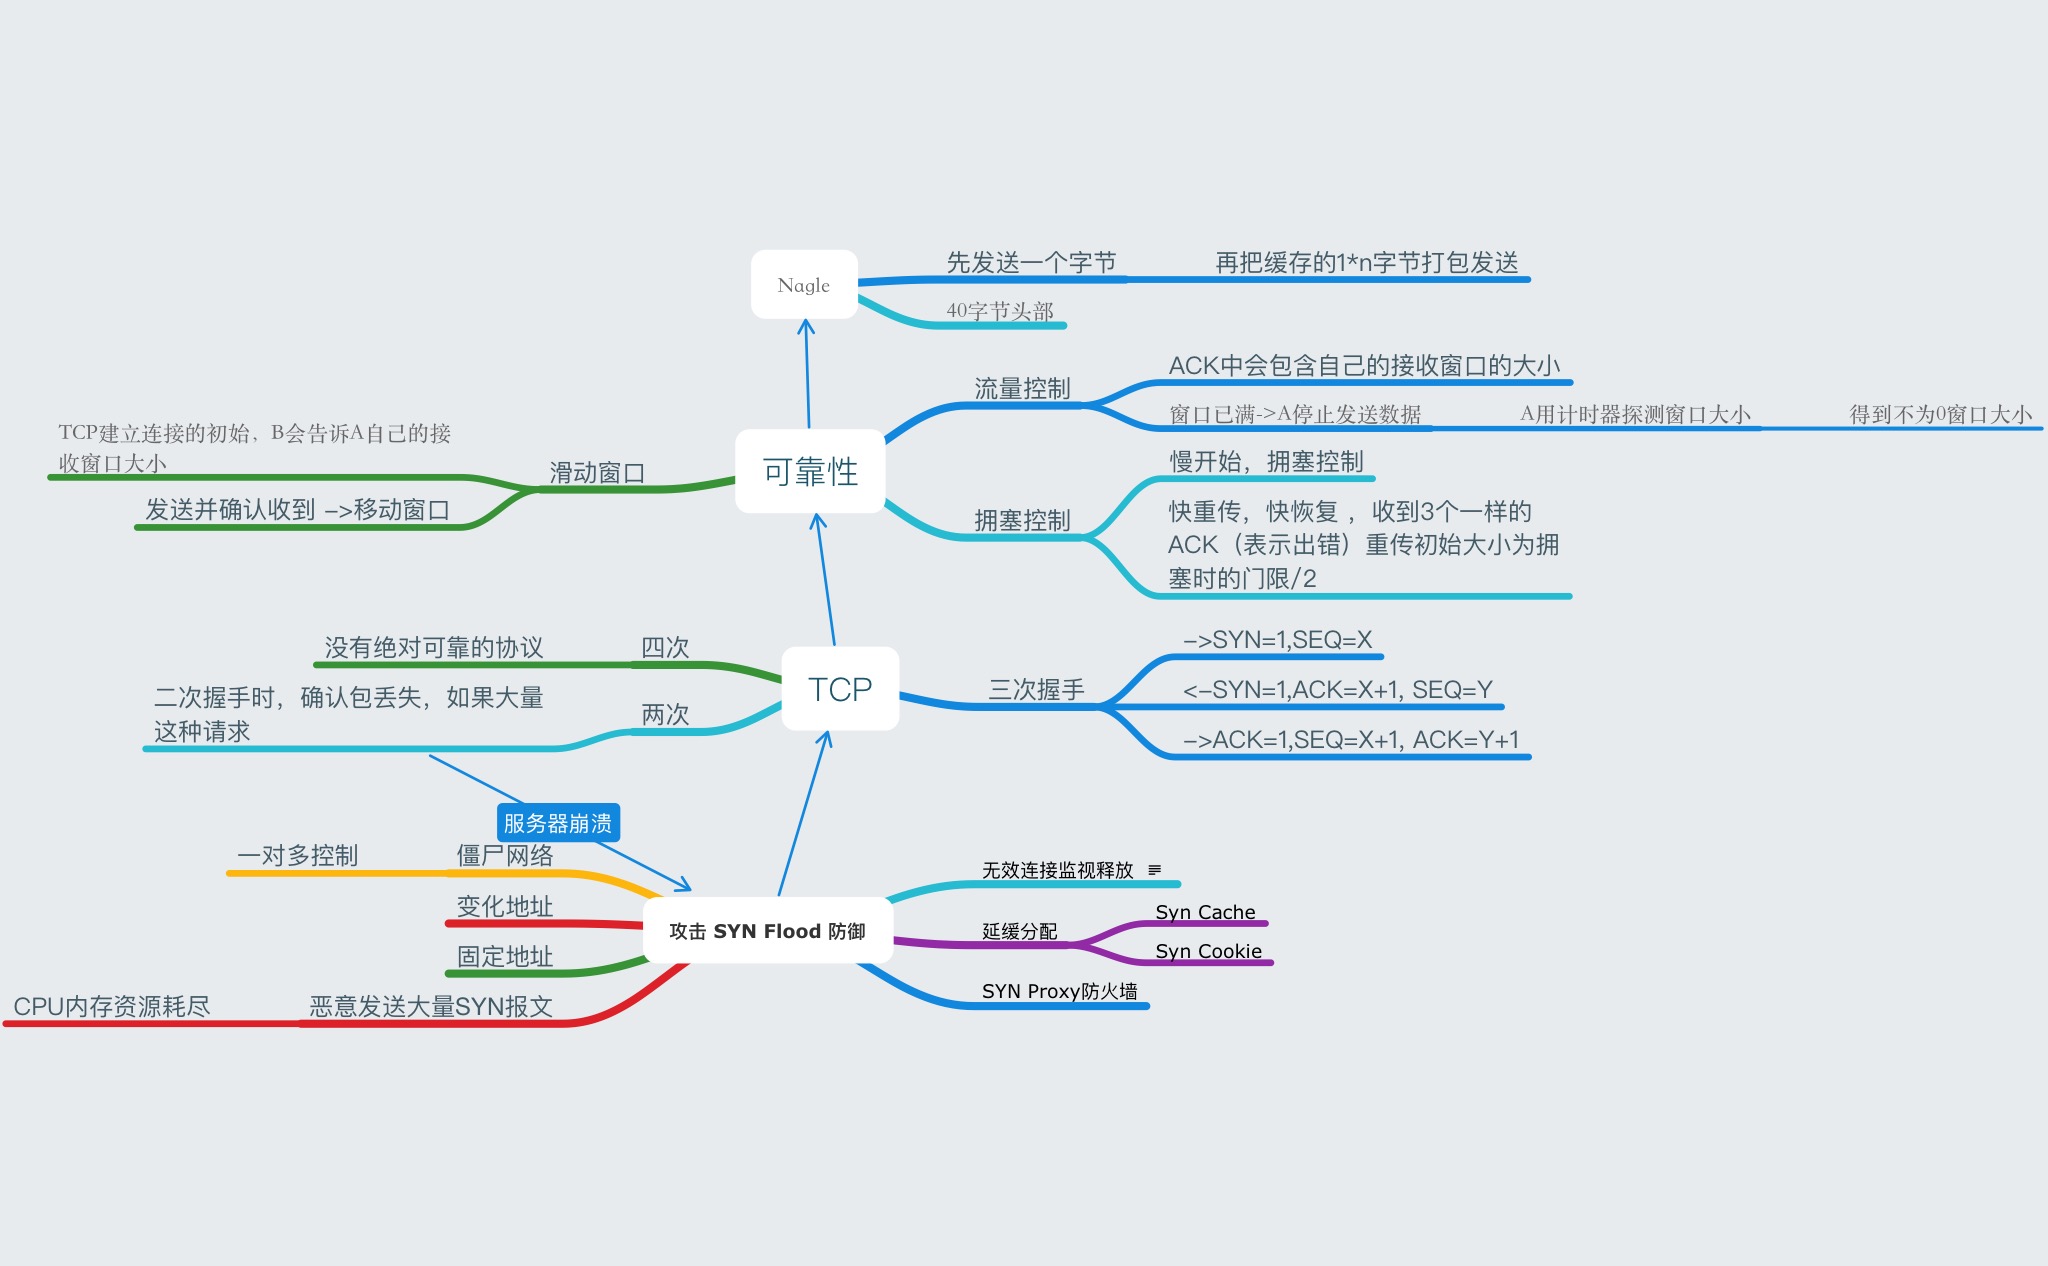 Nagle
先发送一个字节
再把缓存的1*n字节打包发送
40字节头部
可靠性
流量控制
ACK中会包含自己的接收窗口的大小
窗口已满->A停止发送数据
A用计时器探测窗口大小
得到不为0窗口大小
拥塞控制
慢开始，拥塞控制
快重传，快恢复 ，收到3个一样的
ACK（表示出错）重传初始大小为拥
塞时的门限/2
滑动窗口
TCP建立连接的初始，B会告诉A自己的接
收窗口大小
发送并确认收到 ->移动窗口
TCP
三次握手
->SYN=1,SEQ=X
<-SYN=1,ACK=X+1, SEQ=Y
->ACK=1,SEQ=X+1, ACK=Y+1
四次
没有绝对可靠的协议
两次
二次握手时，确认包丢失，如果大量
这种请求
服务器崩溃
攻击 SYN Flood 防御
僵尸网络
一对多控制
变化地址
固定地址
恶意发送大量SYN报文
CPU内存资源耗尽
无效连接监视释放
延缓分配
Syn Cache
Syn Cookie
SYN Proxy防火墙